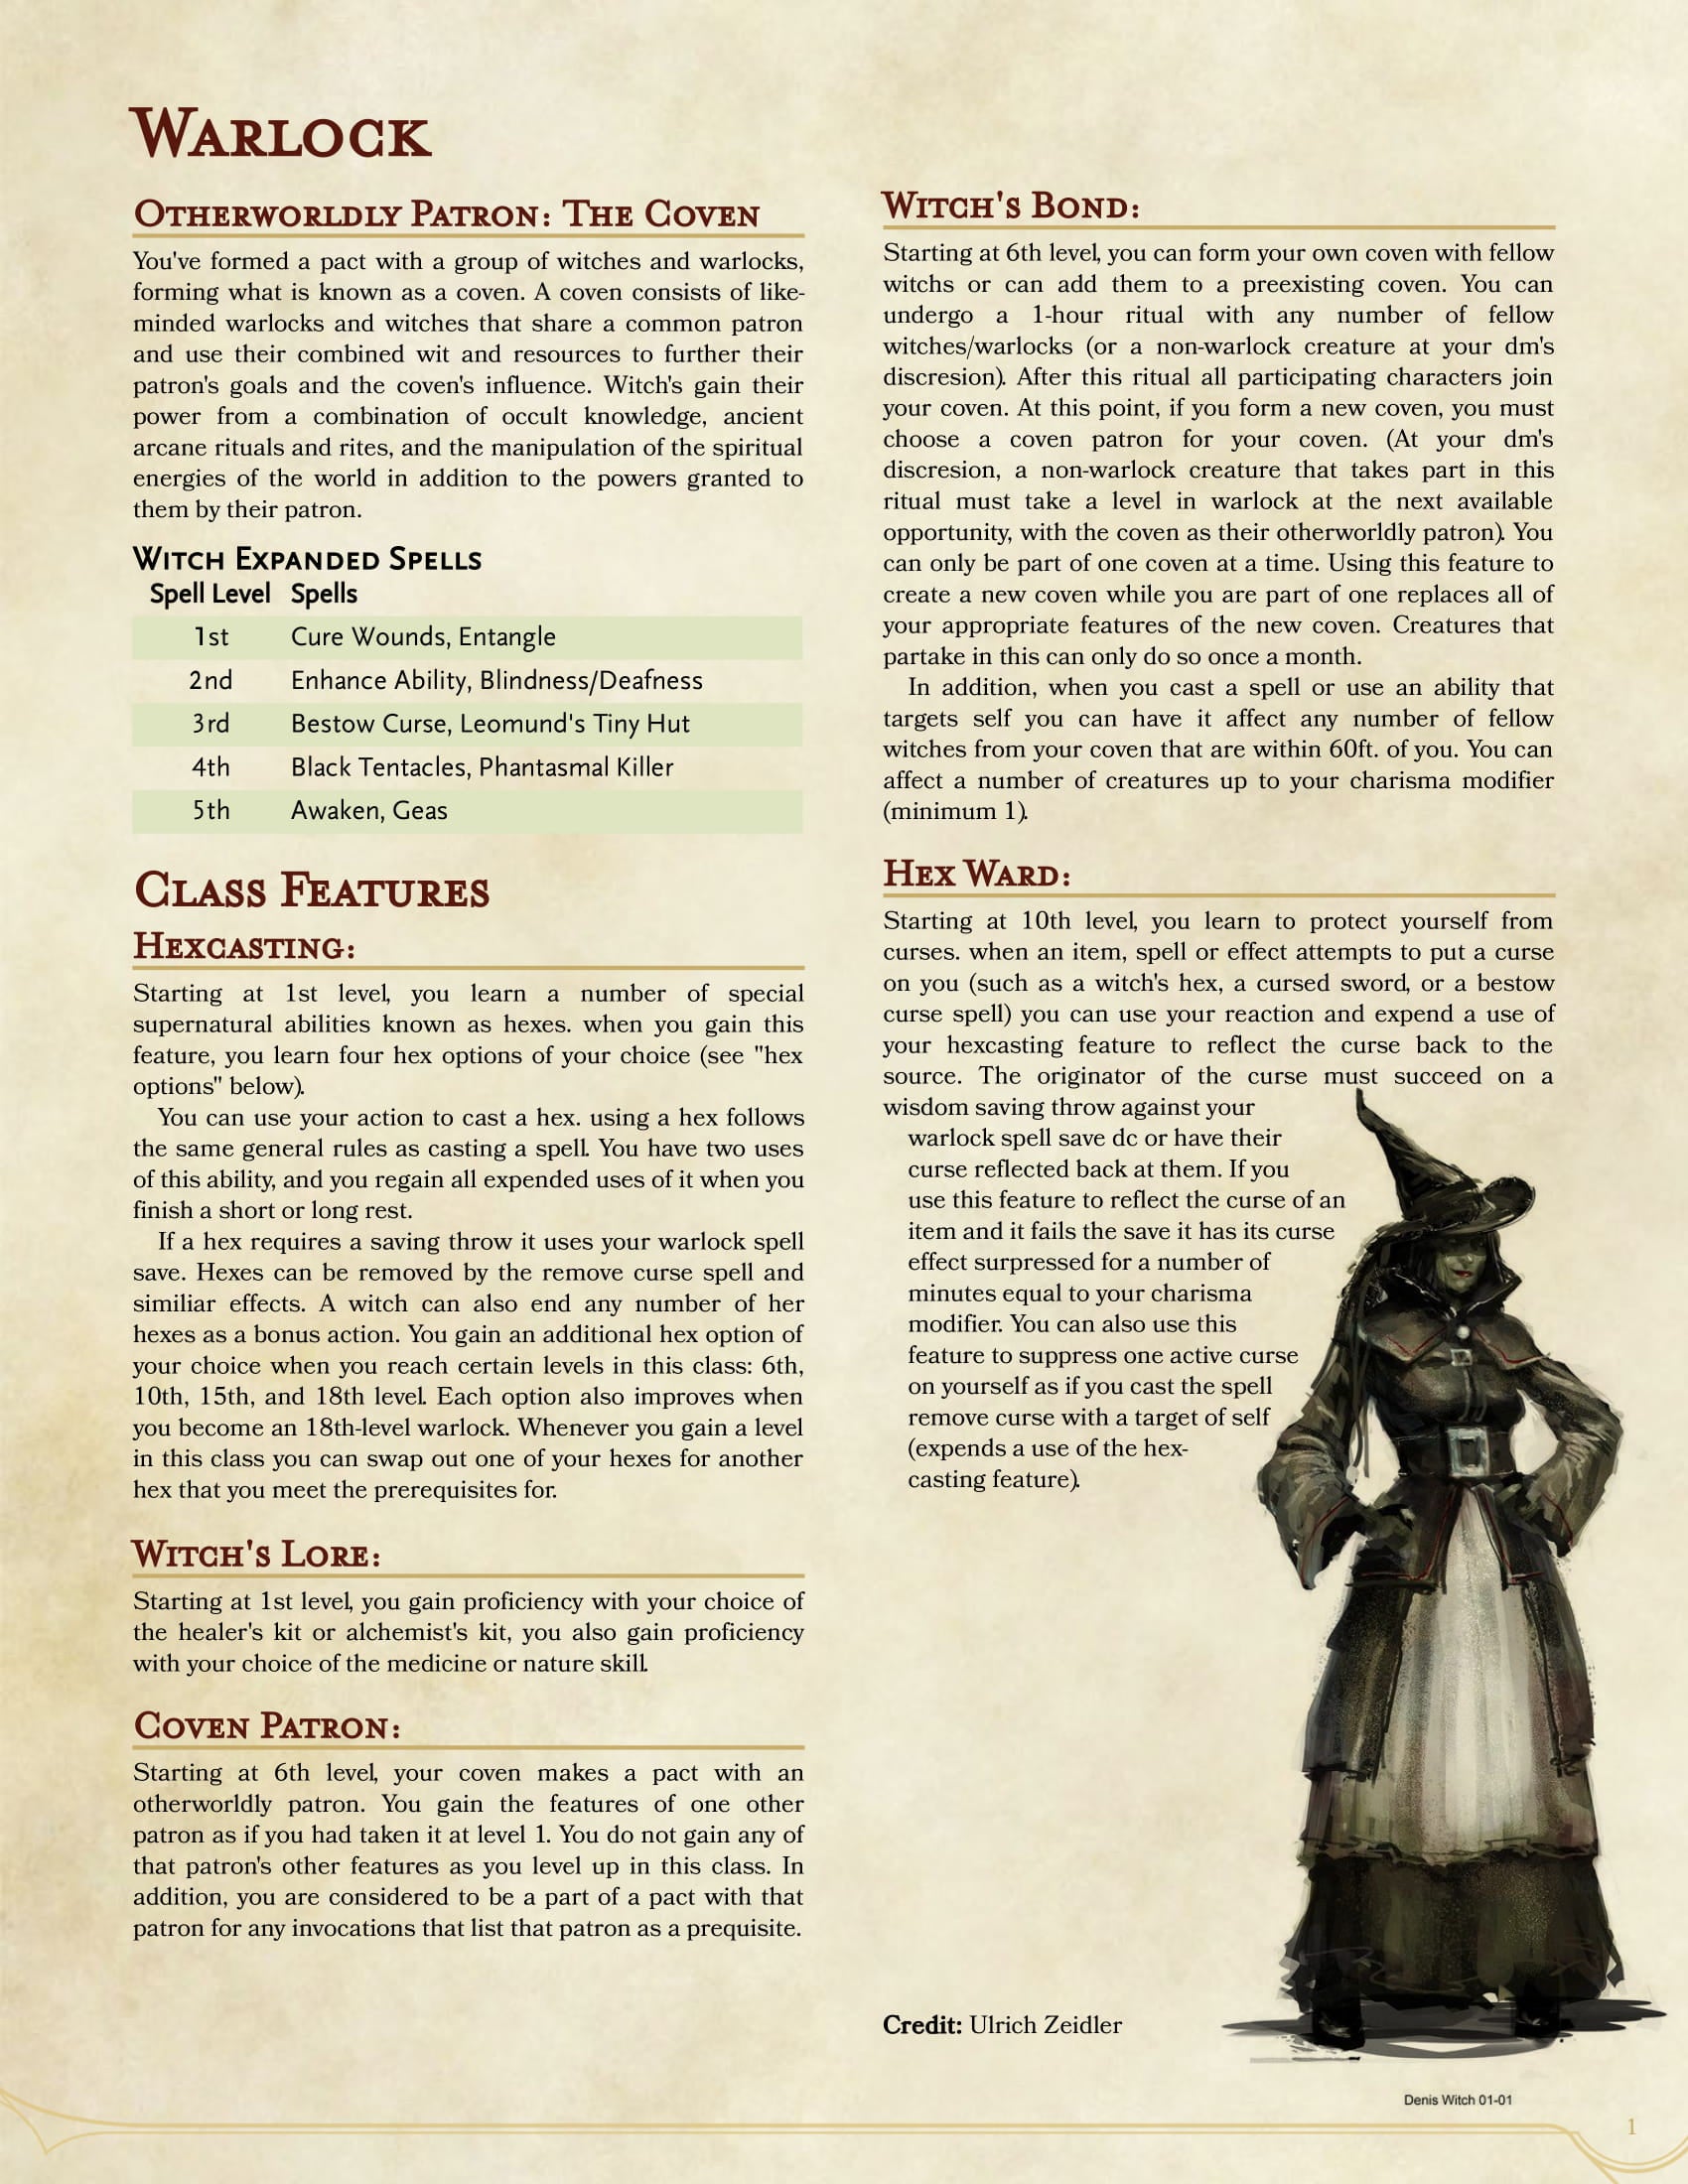 Warlock
Otherworldly Patron: The Coven
You've formed a pact with a group of witches and warlocks,
forming what is known as a coven. A coven consists of like-
minded warlocks and witches that share a common patron
and use their combined wit and resources to further their
patron's goals and the coven's influence. Witch's gain their
power from a combination of occult knowledge, ancient
arcane rituals and rites, and the manipulation of the spiritual
energies of the world in addition to the powers granted to
them by their patron.
Witch Expanded Spells
Spell Level Spells
1st Cure Wounds, Entangle
2nd Enhance Ability, Blindness/Deafness
3rd Bestow Curse, Leomund's Tiny Hut
4th Black Tentacles, Phantasmal Killer
5th Awaken, Geas
Class Features
Hexcasting:
Starting at 1st level, you learn a number of special
supernatural abilities known as hexes. when you gain this
feature, you learn four hex options of your choice (see "hex
options" below).
You can use your action to cast a hex. using a hex follows
the same general rules as casting a spell. You have two uses
of this ability, and you regain all expended uses of it when you
finish a short or long rest.
If a hex requires a saving throw it uses your warlock spell
save. Hexes can be removed by the remove curse spell and
similiar effects. A witch can also end any number of her
hexes as a bonus action. You gain an additional hex option of
your choice when you reach certain levels in this class: 6th,
10th, 15th, and 18th level. Each option also improves when
you become an 18th-level warlock. Whenever you gain a level
in this class you can swap out one of your hexes for another
hex that you meet the prerequisites for.
Witch's Lore:
Starting at 1st level, you gain proficiency with your choice of
the healer's kit or alchemist's kit, you also gain proficiency
with your choice of the medicine or nature skill.
Coven Patron:
Starting at 6th level, your coven makes a pact with an
otherworldly patron. You gain the features of one other
patron as if you had taken it at level 1. You do not gain any of
that patron's other features as you level up in this class. In
addition, you are considered to be a part of a pact with that
patron for any invocations that list that patron as a prequisite.
Witch's Bond:
Starting at 6th level, you can form your own coven with fellow
witchs or can add them to a preexisting coven. You can
undergo a 1-hour ritual with any number of fellow
witches/warlocks (or a non-warlock creature at your dm's
discresion). After this ritual all participating characters join
your coven. At this point, if you form a new coven, you must
choose a coven patron for your coven. (At your dm's
discresion, a non-warlock creature that takes part in this
ritual must take a level in warlock at the next available
opportunity, with the coven as their otherworldly patron). You
can only be part of one coven at a time. Using this feature to
create a new coven while you are part of one replaces all of
your appropriate features of the new coven. Creatures that
partake in this can only do so once a month.
In addition, when you cast a spell or use an ability that
targets self you can have it affect any number of fellow
witches from your coven that are within 60ft. of you. You can
affect a number of creatures up to your charisma modifier
(minimum 1).
Hex Ward:
Starting at 10th level, you learn to protect yourself from
curses. when an item, spell or effect attempts to put a curse
on you (such as a witch's hex, a cursed sword, or a bestow
curse spell) you can use your reaction and expend a use of
your hexcasting feature to reflect the curse back to the
source. The originator of the curse must succeed on a
wisdom saving throw against your
warlock spell save dc or have their
curse reflected back at them. If you
use this feature to reflect the curse of an
item and it fails the save it has its curse
effect surpressed for a number of
minutes equal to your charisma
modifier. You can also use this
feature to suppress one active curse
on yourself as if you cast the spell
remove curse with a target of self
(expends a use of the hex-
casting feature).
Credit: Ulrich Zeidler
Denis Witch 01-01
1